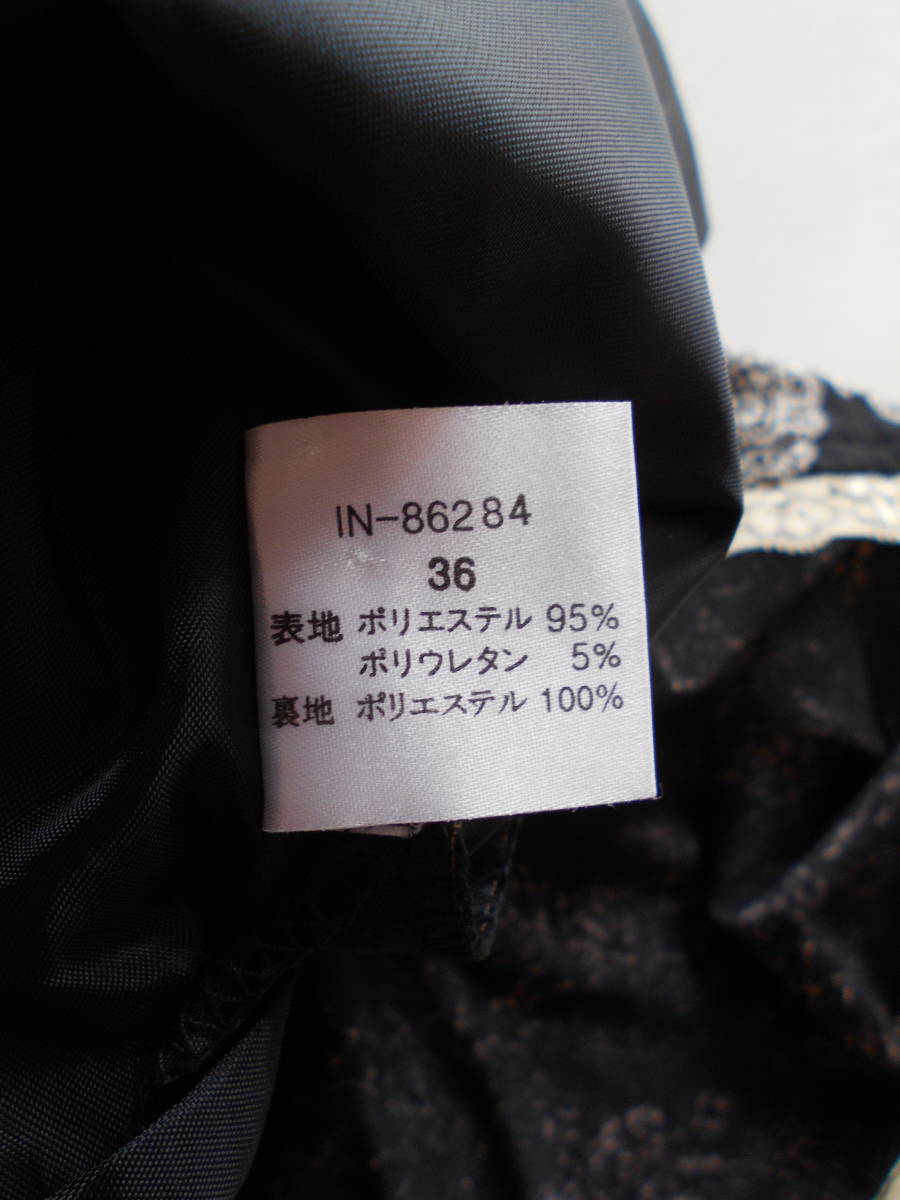 IN-86284
36
表地 ポリエステル 95%
ポリウレタン 5%
裏地 ポリエステル 100%